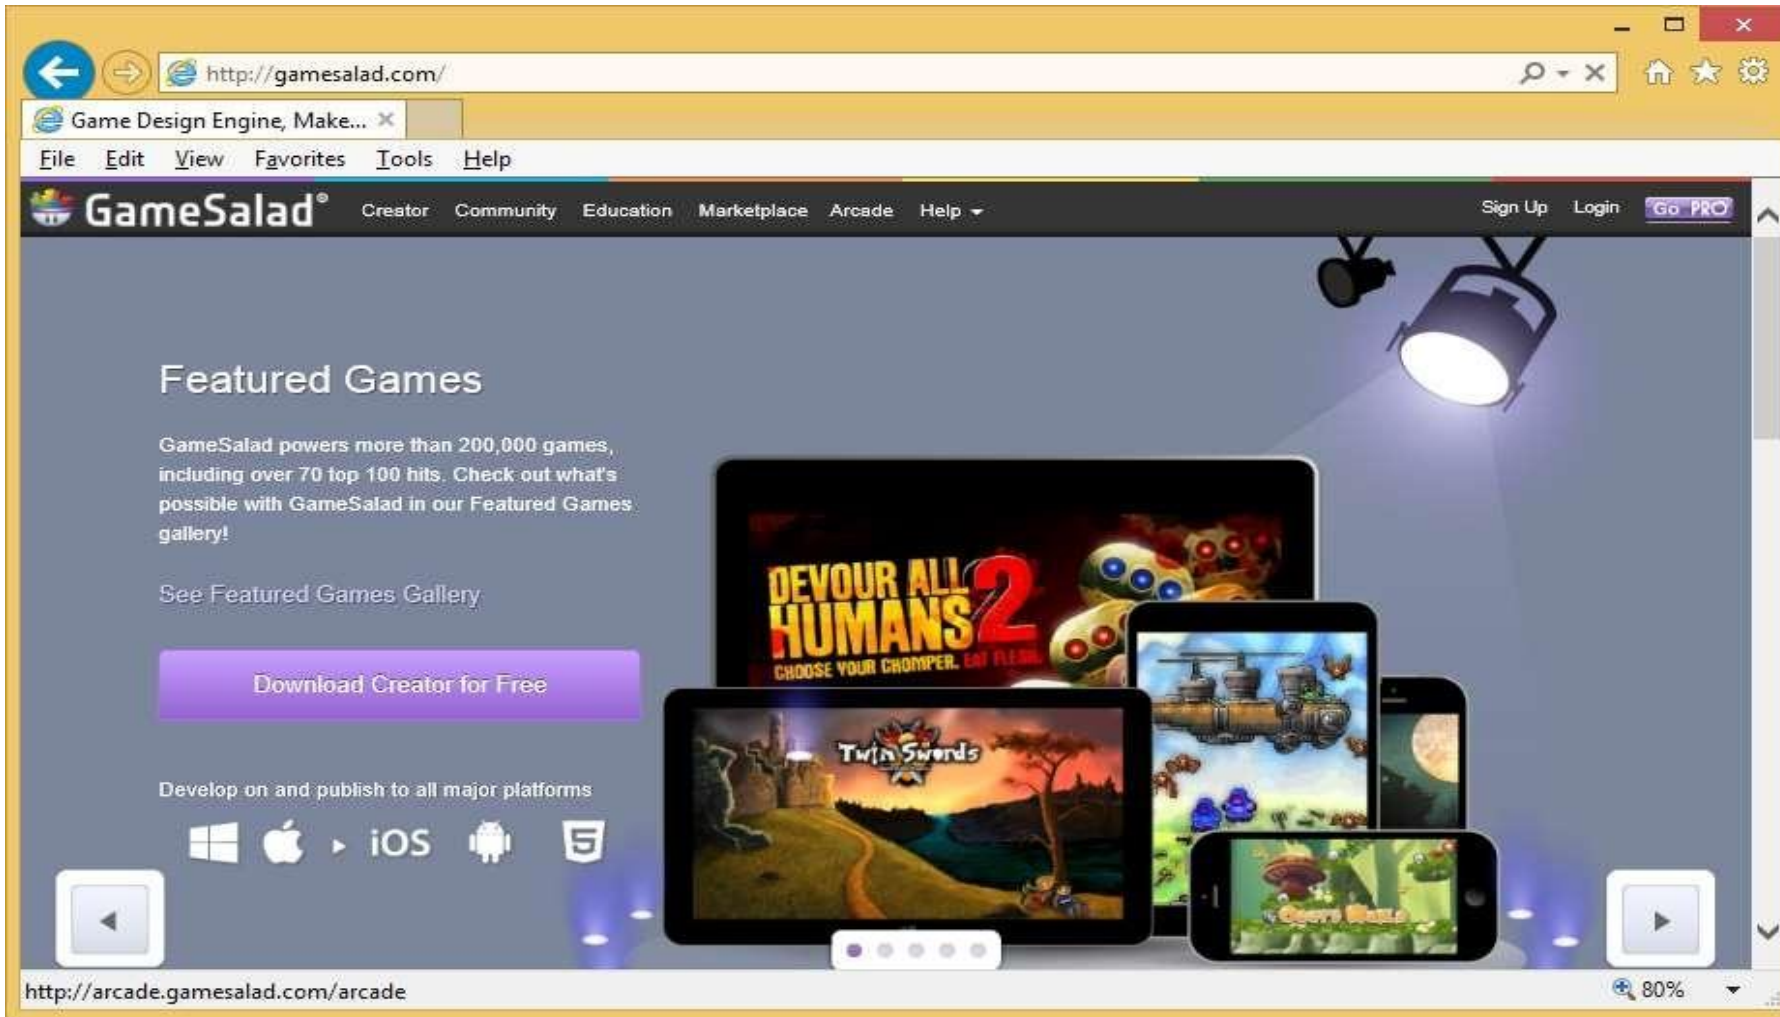 http://gamesalad.com/
Game Design Engine, Make...
File Edit View Favorites Tools Help
GameSalad® Creator Community Education Marketplace Arcade Help Sign Up Login Go PRO
Featured Games
GameSalad powers more than 200,000 games,
including over 70 top 100 hits. Check out what's
possible with GameSalad in our Featured Games
gallery!
See Featured Games Gallery
Download Creator for Free
Develop on and publish to all major platforms
iOS
5
DEVOUR ALL
HUMANS 2
CHOOSE YOUR CHOMPER. EAT FLESH.
Twin Swords
http://arcade.gamesalad.com/arcade
80%